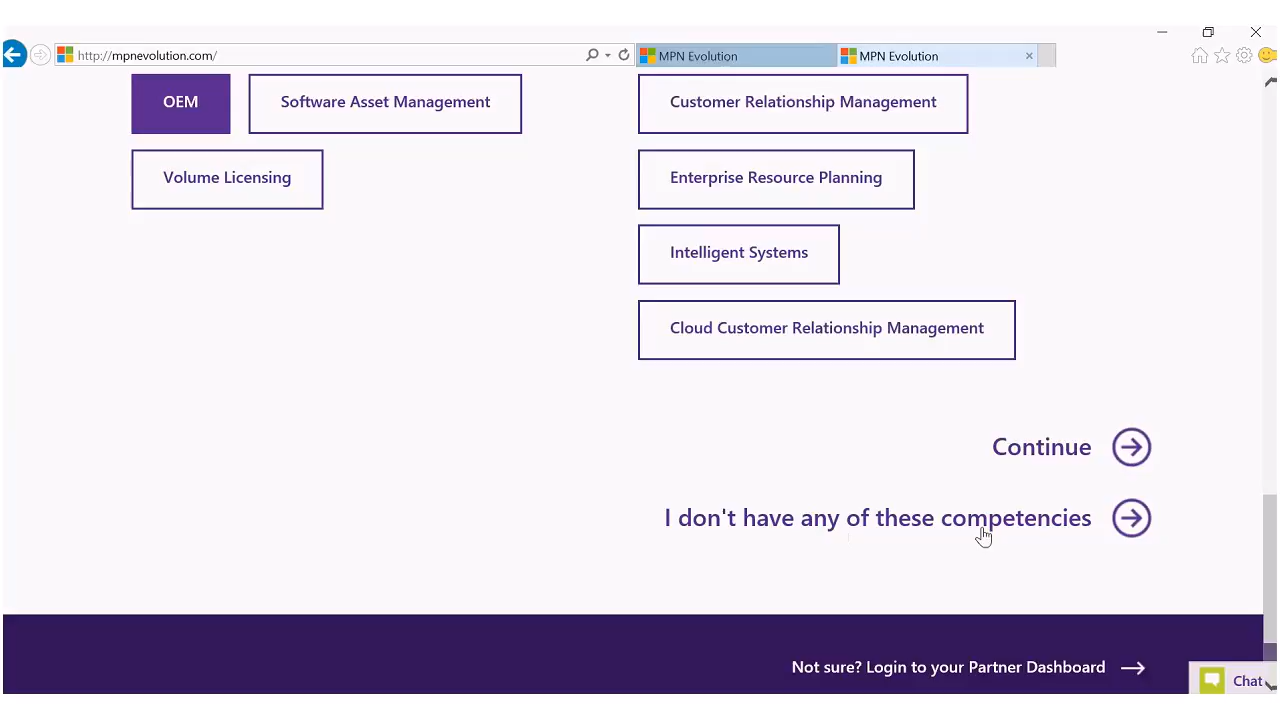 http://mpnevolution.com/
MPN Evolution
MPN Evolution
OEM
Software Asset Management
Volume Licensing
Customer Relationship Management
Enterprise Resource Planning
Intelligent Systems
Cloud Customer Relationship Management
Continue
I don't have any of these competencies
Not sure? Login to your Partner Dashboard
Chat